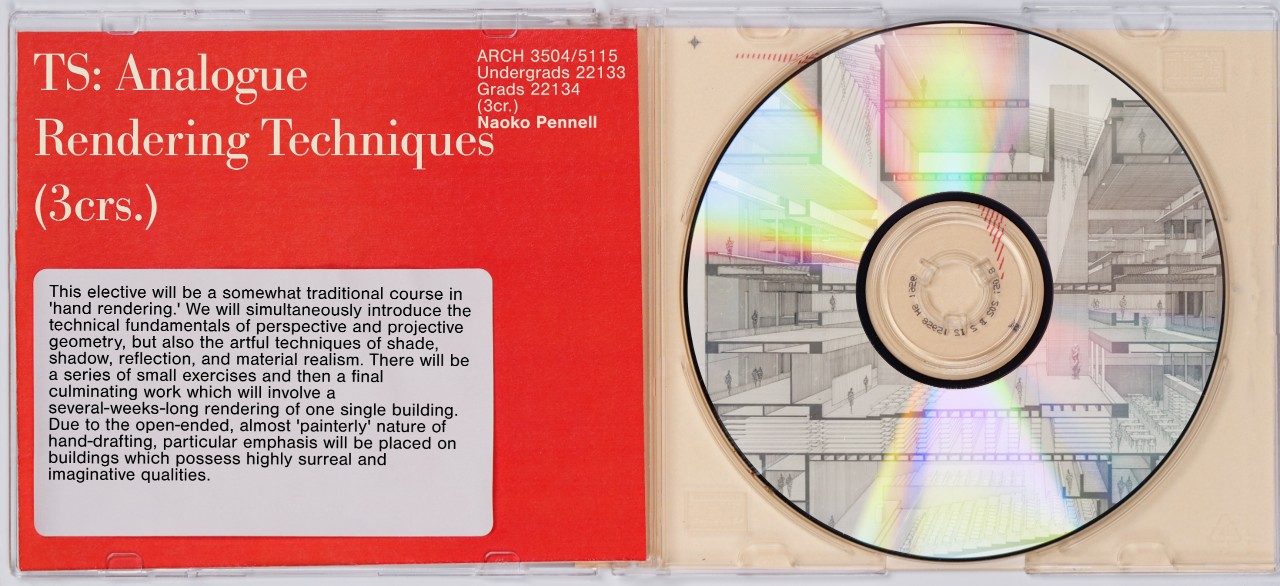 TS: Analogue
Rendering Techniques
(3crs.)
ARCH 3504/5115
Undergrads 22133
Grads 22134
(3cr.)
Naoko Pennell
This elective will be a somewhat traditional course in
'hand rendering.' We will simultaneously introduce the
technical fundamentals of perspective and projective
geometry, but also the artful techniques of shade,
shadow, reflection, and material realism. There will be
a series of small exercises and then a final
culminating work which will involve a
several-weeks-long rendering of one single building.
Due to the open-ended, almost 'painterly' nature of
hand-drafting, particular emphasis will be placed on
buildings which possess highly surreal and
imaginative qualities.